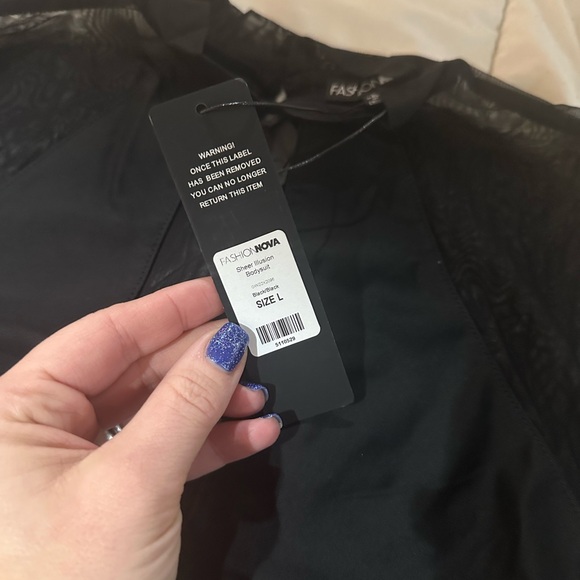 FASHION
WARNING!
ONCE THIS LABEL
HAS BEEN REMOVED
YOU CAN NO LONGER
RETURN THIS ITEM
FASHIONNOVA
Sheer Illusion
Bodysuit
Black/Black
SIZE L
5110529